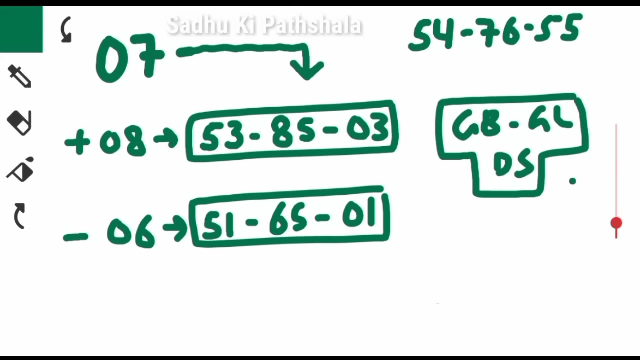 Sadhu Ki Pathshala
07
54-76-55
+ 08 → 53-85-03
GB-GL
DS
- 06 → 51-65-01